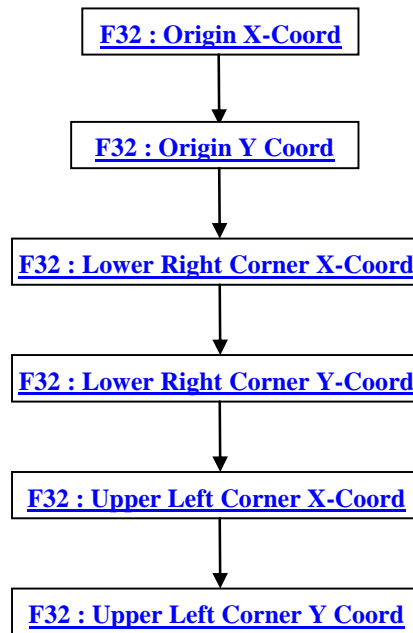 F32 : Origin X-Coord
F32 : Origin Y Coord
F32 : Lower Right Corner X-Coord
F32 : Lower Right Corner Y-Coord
F32 : Upper Left Corner X-Coord
F32 : Upper Left Corner Y Coord